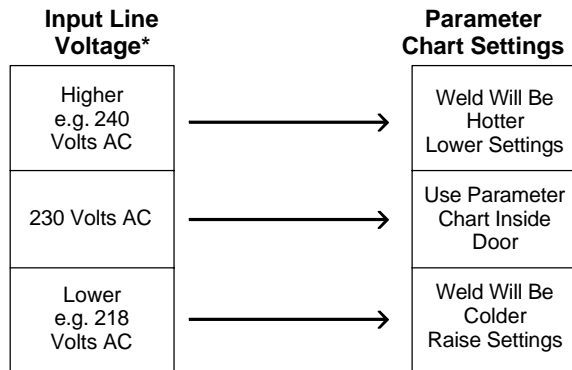 Input Line
Voltage*
Parameter
Chart Settings
Higher
e.g. 240
Volts AC
Weld Will Be
Hotter
Lower Settings
230 Volts AC
Use Parameter
Chart Inside
Door
Lower
e.g. 218
Volts AC
Weld Will Be
Colder
Raise Settings